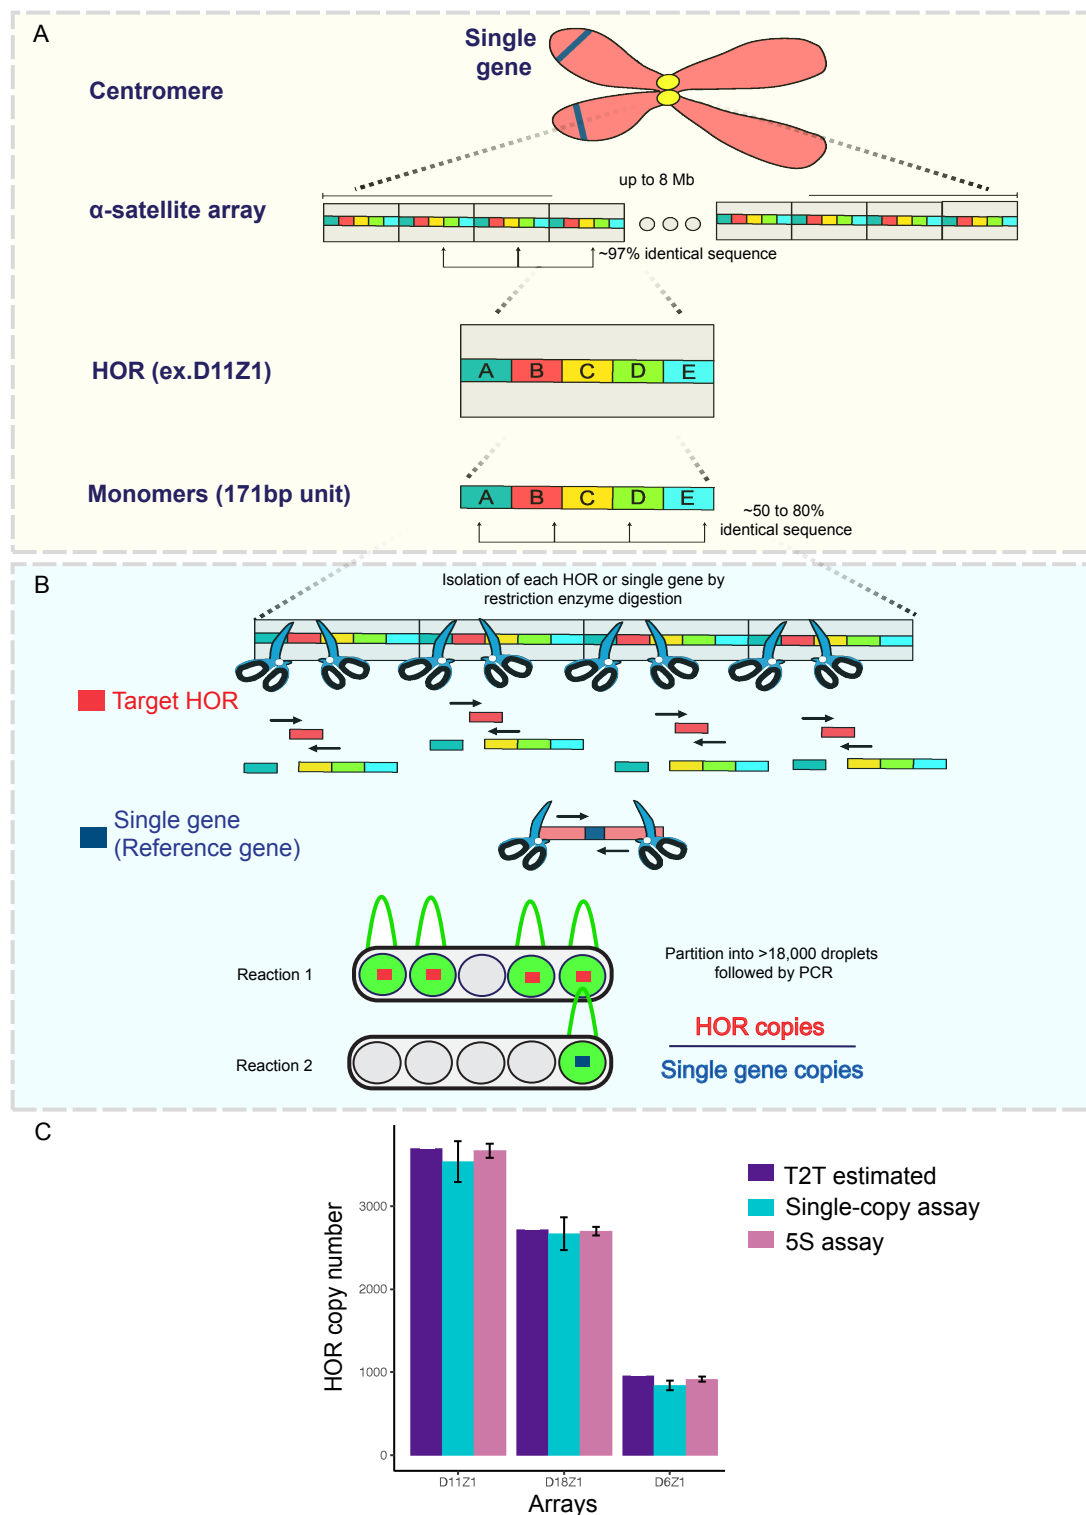 A
Single
gene
Centromere
up to 8 Mb
α-satellite array
~97% identical sequence
HOR (ex.D11Z1)
A B C D E
Monomers (171bp unit)
A B C D E
~50 to 80%
identical sequence
B
Isolation of each HOR or single gene by
restriction enzyme digestion
Target HOR
Single gene
(Reference gene)
Reaction 1
Partition into >18,000 droplets
followed by PCR
HOR copies
Single gene copies
Reaction 2
C
HOR copy number
3000
2000
1000
0
D11Z1 D18Z1 D6Z1
Arrays
T2T estimated
Single-copy assay
5S assay